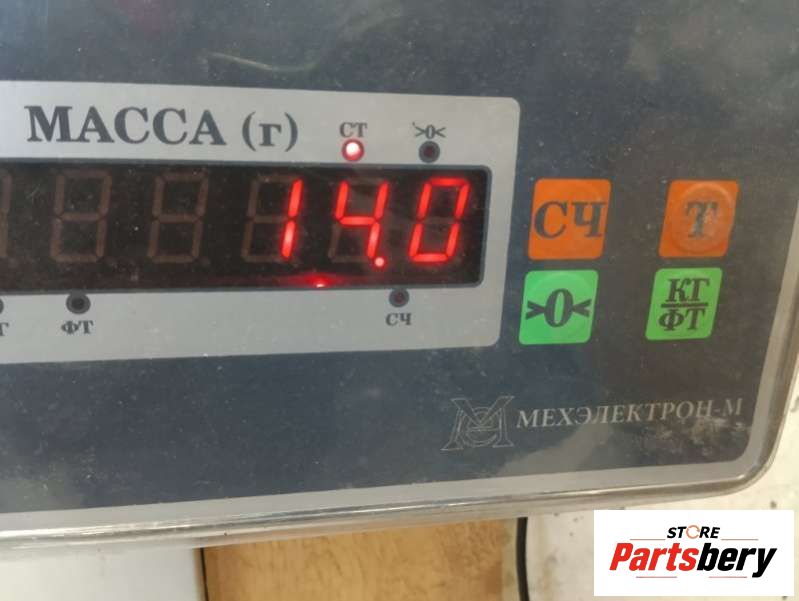 МАССА (г)
СТ >0<
14.0
ФТ СЧ
СЧ Т
>0< КГ
ФТ
МЕХЭЛЕКТРОН-М
STORE
Partsbery